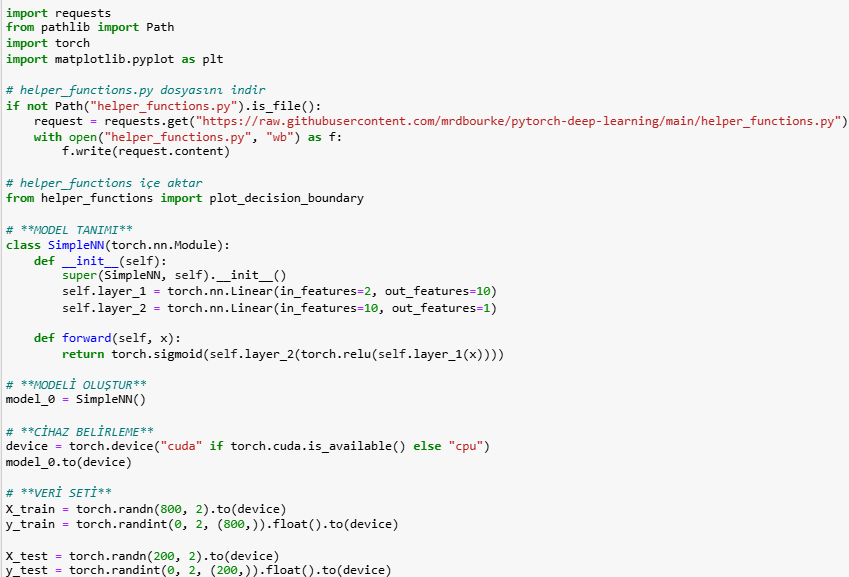 import requests
from pathlib import Path
import torch
import matplotlib.pyplot as plt

# helper_functions.py dosyasını indir
if not Path("helper_functions.py").is_file():
    request = requests.get("https://raw.githubusercontent.com/mrdbourke/pytorch-deep-learning/main/helper_functions.py")
    with open("helper_functions.py", "wb") as f:
        f.write(request.content)

# helper_functions içe aktar
from helper_functions import plot_decision_boundary

# **MODEL TANIMI**
class SimpleNN(torch.nn.Module):
    def __init__(self):
        super(SimpleNN, self).__init__()
        self.layer_1 = torch.nn.Linear(in_features=2, out_features=10)
        self.layer_2 = torch.nn.Linear(in_features=10, out_features=1)

    def forward(self, x):
        return torch.sigmoid(self.layer_2(torch.relu(self.layer_1(x))))

# **MODELİ OLUŞTUR**
model_0 = SimpleNN()

# **CİHAZ BELİRLEME**
device = torch.device("cuda" if torch.cuda.is_available() else "cpu")
model_0.to(device)

# **VERİ SETİ**
X_train = torch.randn(800, 2).to(device)
y_train = torch.randint(0, 2, (800,)).float().to(device)

X_test = torch.randn(200, 2).to(device)
y_test = torch.randint(0, 2, (200,)).float().to(device)